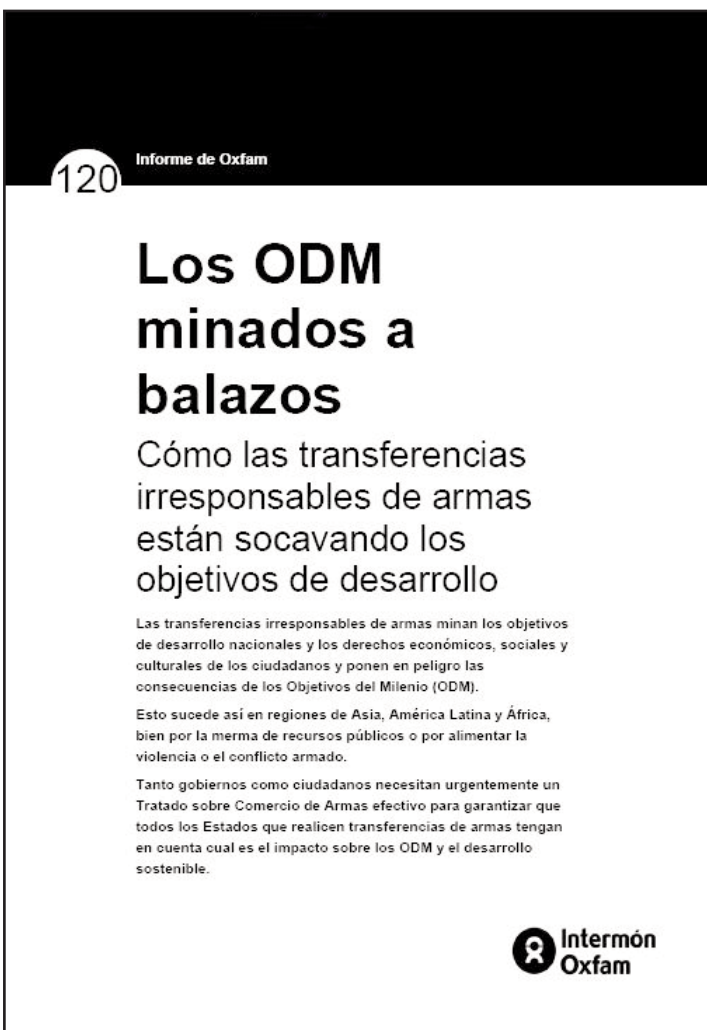 Informe de Oxfam
120
Los ODM
minados a
balazos
Cómo las transferencias
irresponsables de armas
están socavando los
objetivos de desarrollo
Las transferencias irresponsables de armas minan los objetivos
de desarrollo nacionales y los derechos económicos, sociales y
culturales de los ciudadanos y ponen en peligro las
consecuencias de los Objetivos del Milenio (ODM).
Esto sucede así en regiones de Asia, América Latina y África,
bien por la merma de recursos públicos o por alimentar la
violencia o el conflicto armado.
Tanto gobiernos como ciudadanos necesitan urgentemente un
Tratado sobre Comercio de Armas efectivo para garantizar que
todos los Estados que realicen transferencias de armas tengan
en cuenta cual es el impacto sobre los ODM y el desarrollo
sostenible.
Intermón
Oxfam